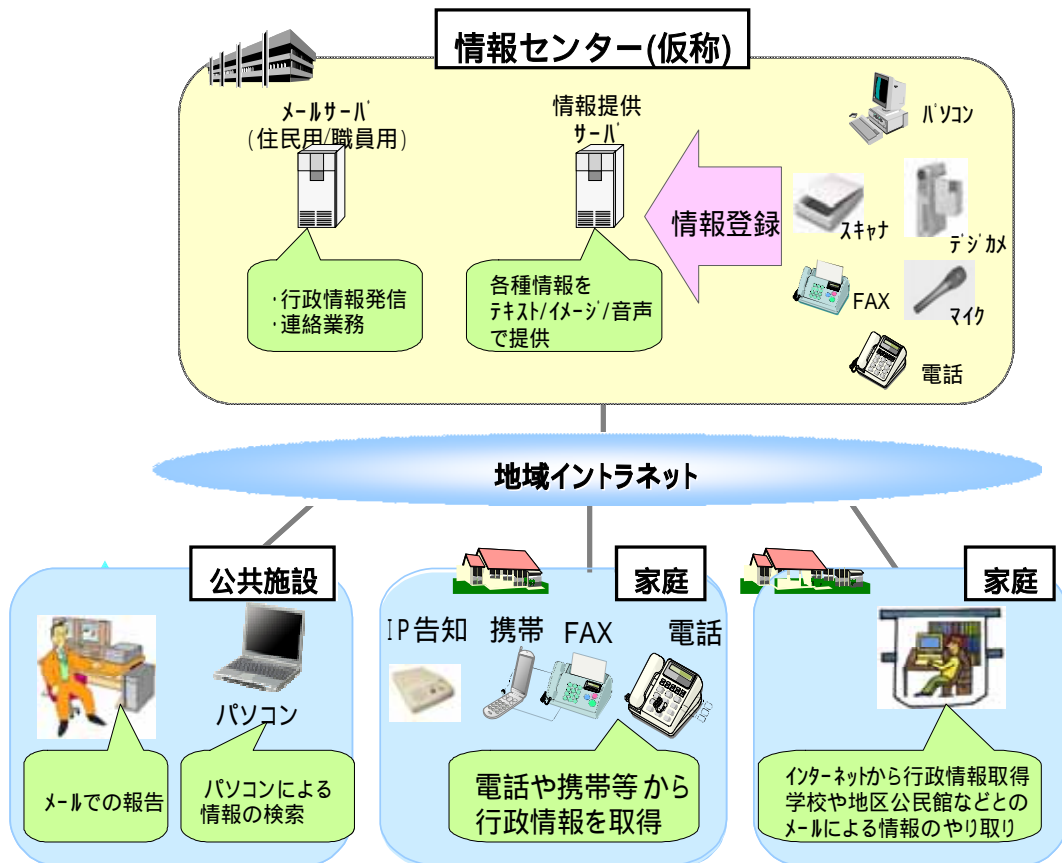 情報センター(仮称)
ﾒｰﾙｻｰﾊﾞ
(住民用/職員用)
情報提供
ｻｰﾊﾞ
ﾊﾟｿｺﾝ
情報登録
ｽｷｬﾅ
ﾃﾞｼﾞｶﾒ
FAX
ﾏｲｸ
電話
・行政情報発信
・連絡業務
各種情報を
ﾃｷｽﾄ/ｲﾒｰｼﾞ/音声
で提供
地域イントラネット
公共施設
家庭
家庭
IP告知
携帯
FAX
電話
パソコン
ﾒｰﾙでの報告
パソコンによる
情報の検索
電話や携帯等から
行政情報を取得
ｲﾝﾀｰﾈｯﾄから行政情報取得
学校や地区公民館などとの
ﾒｰﾙによる情報のやり取り